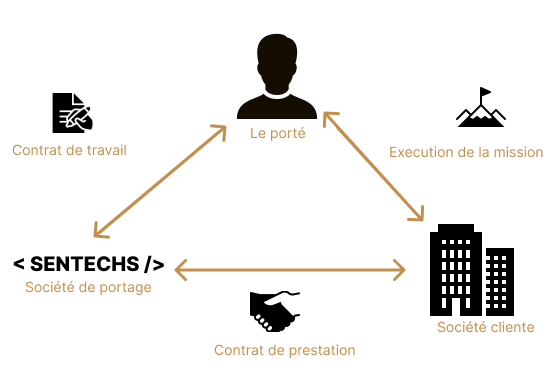 Le porté
Contrat de travail
Execution de la mission
< SENTECHS />
Société de portage
Société cliente
Contrat de prestation